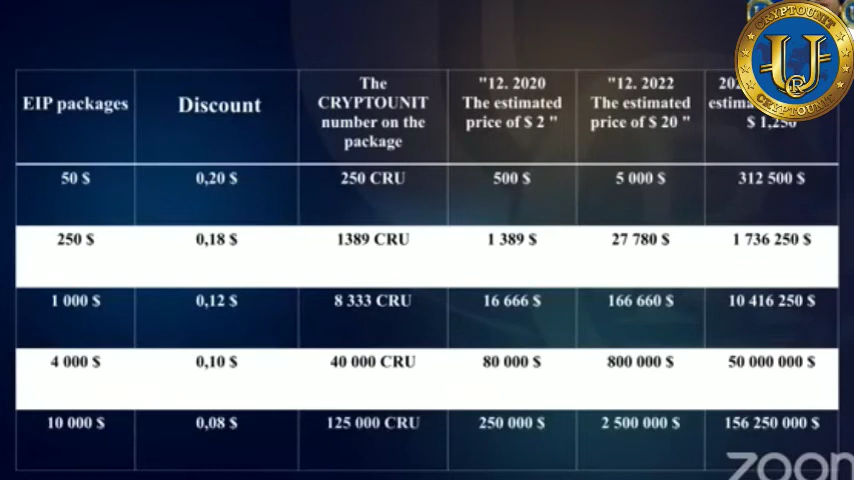 CRYPTOUNIT
U
R
CRYPTOUNIT
EIP packages
Discount
The
CRYPTOUNIT
number on the
package
"12. 2020
The estimated
price of $ 2 "
"12. 2022
The estimated
price of $ 20 "
$ 1,250
50 $ 0,20 $ 250 CRU 500 $ 5 000 $ 312 500 $
250 $ 0,18 $ 1389 CRU 1 389 $ 27 780 $ 1 736 250 $
1 000 $ 0,12 $ 8 333 CRU 16 666 $ 166 660 $ 10 416 250 $
4 000 $ 0,10 $ 40 000 CRU 80 000 $ 800 000 $ 50 000 000 $
10 000 $ 0,08 $ 125 000 CRU 250 000 $ 2 500 000 $ 156 250 000 $
zoom